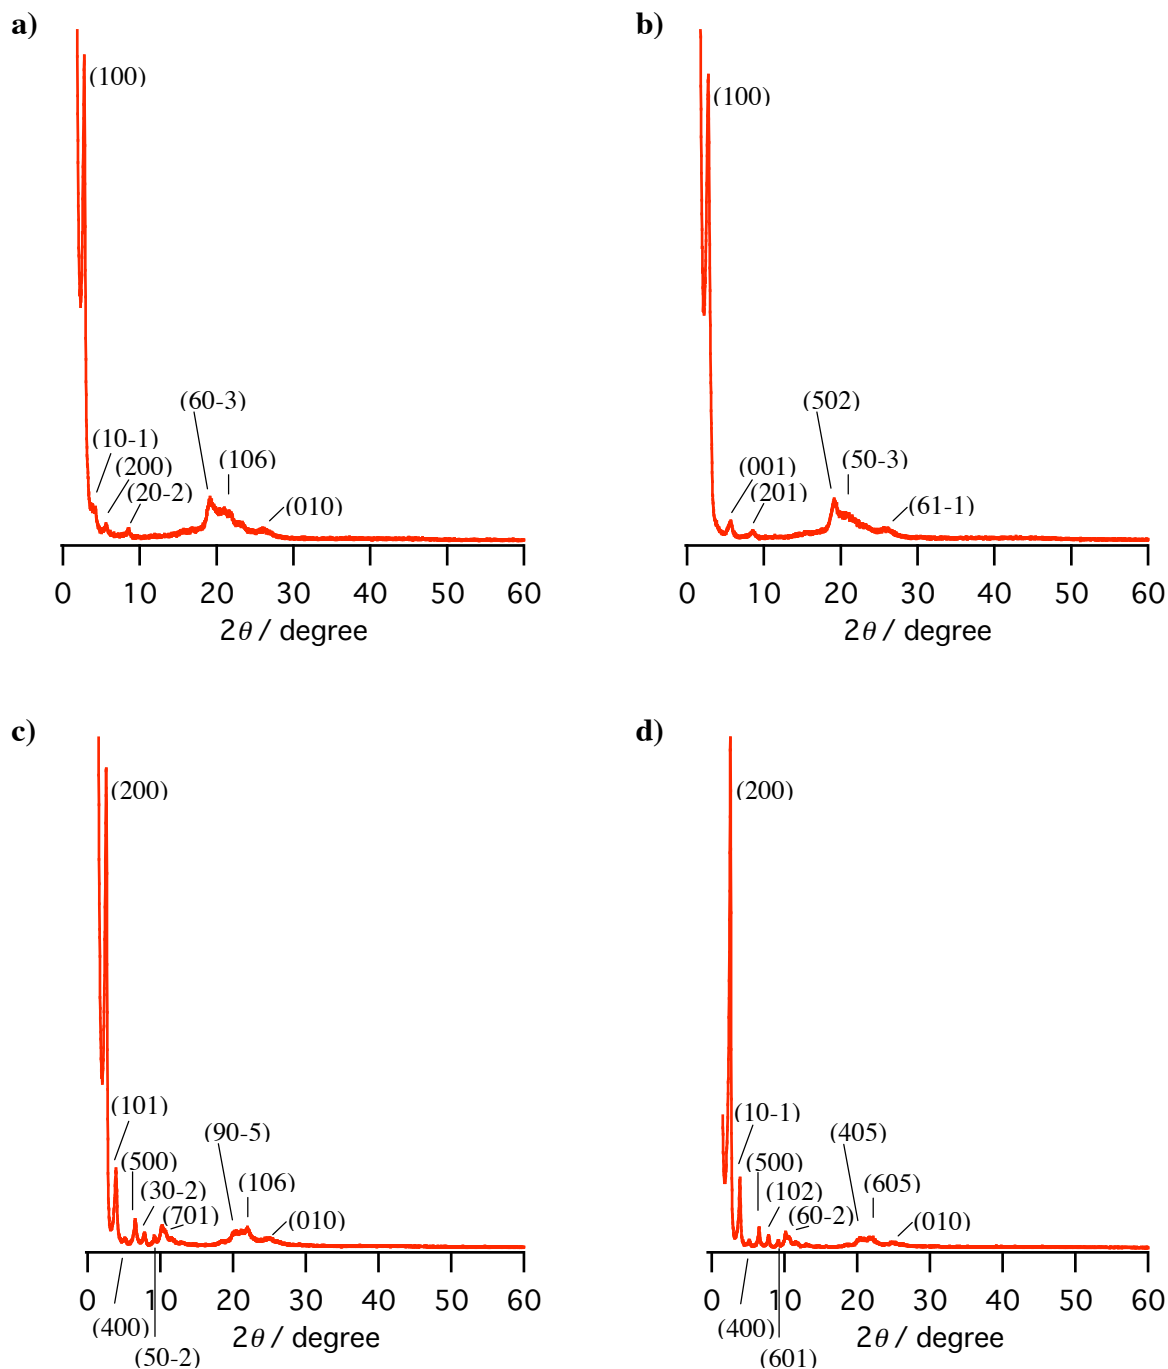 a)
(100)
(60-3)
(10-1)
(106)
(200)
(20-2)
(010)
0 10 20 30 40 50 60
2θ / degree
b)
(100)
(502)
(001)
(50-3)
(201)
(61-1)
0 10 20 30 40 50 60
2θ / degree
c)
(200)
(101)
(90-5)
(500)
(106)
(30-2)
(701)
(010)
0 10 20 30 40 50 60
(400)
2θ / degree
(50-2)
d)
(200)
(10-1)
(405)
(500)
(605)
(102)
(60-2)
(010)
0 10 20 30 40 50 60
(400)
2θ / degree
(601)